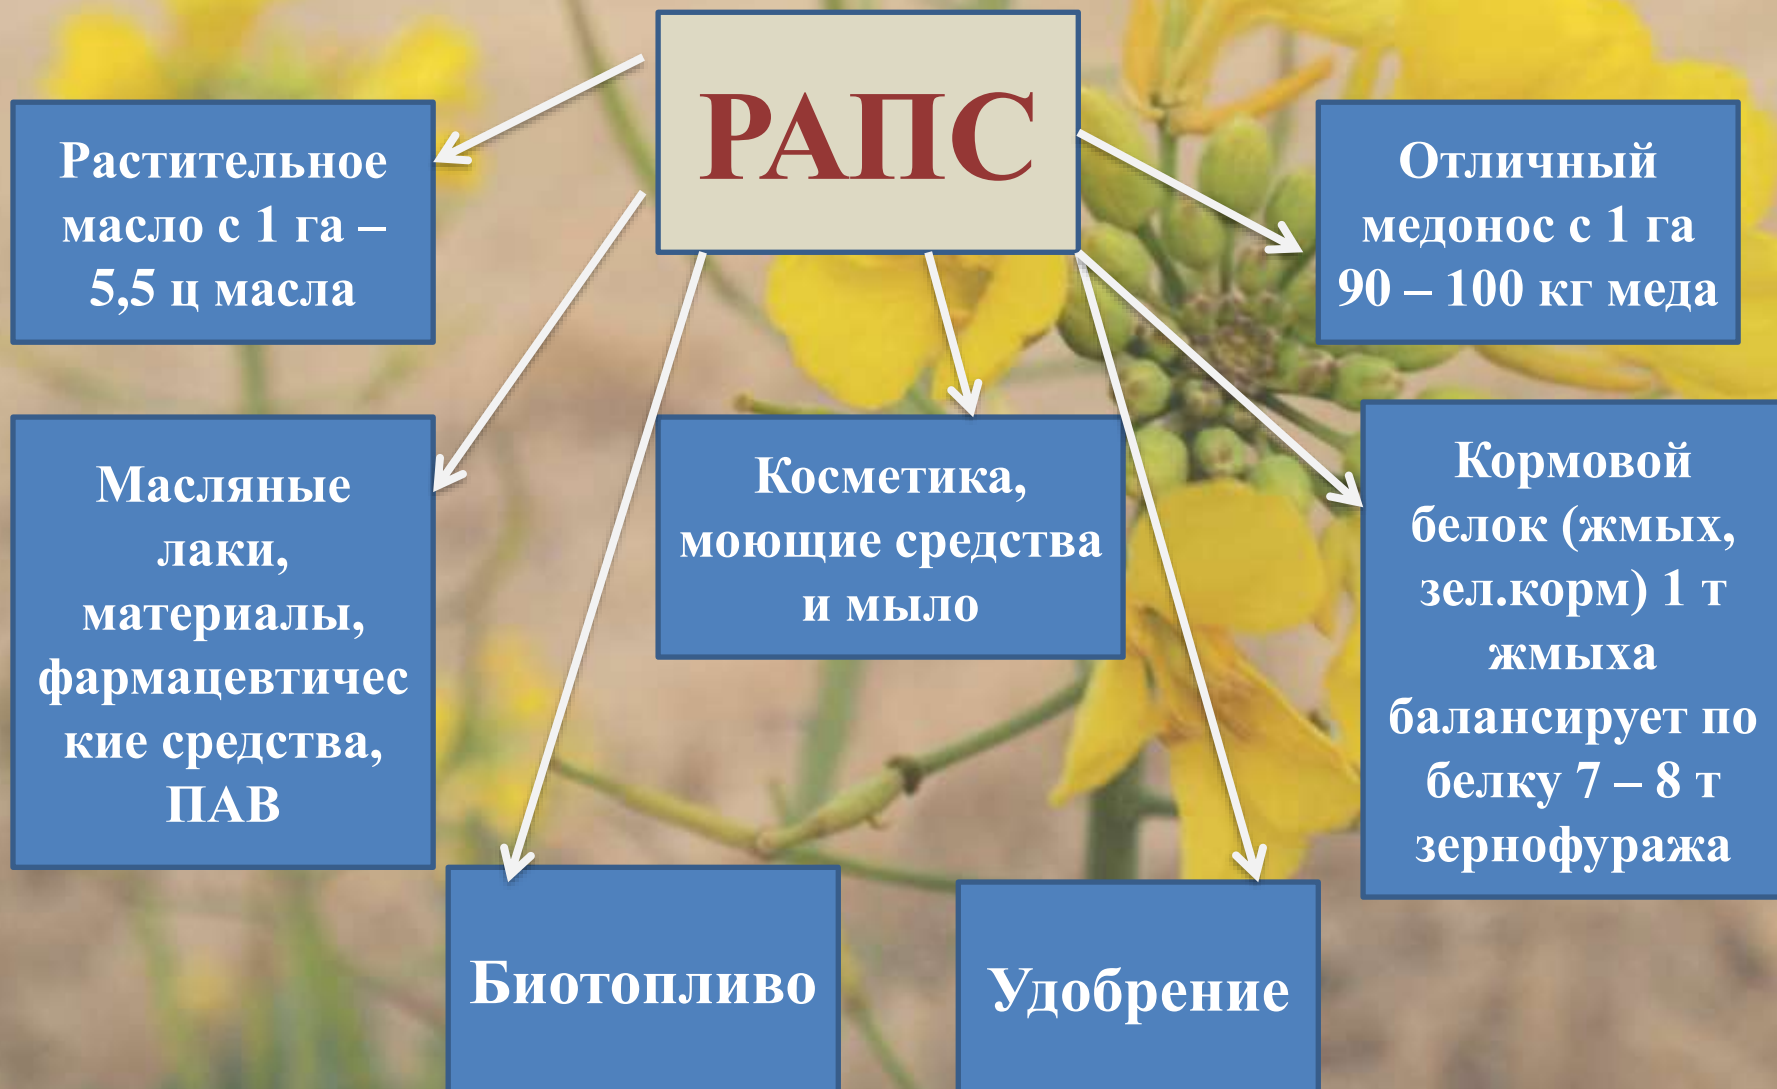 РАПС
Растительное
масло с 1 га –
5,5 ц масла
Отличный
медонос с 1 га
90 – 100 кг меда
Масляные
лаки,
материалы,
фармацевтичес
кие средства,
ПАВ
Косметика,
моющие средства
и мыло
Кормовой
белок (жмых,
зел.корм) 1 т
жмыха
балансирует по
белку 7 – 8 т
зернофуража
Биотопливо
Удобрение